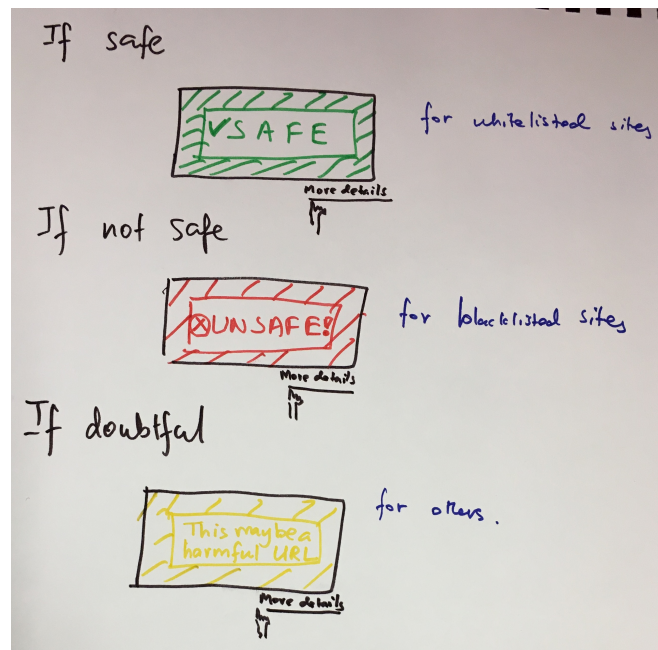 If safe
✓SAFE
for whitelisted sites
More details
If not safe
ⓧUNSAFE!
for blacklisted sites
More details
If doubtful
This may be a
harmful URL
for others.
More details